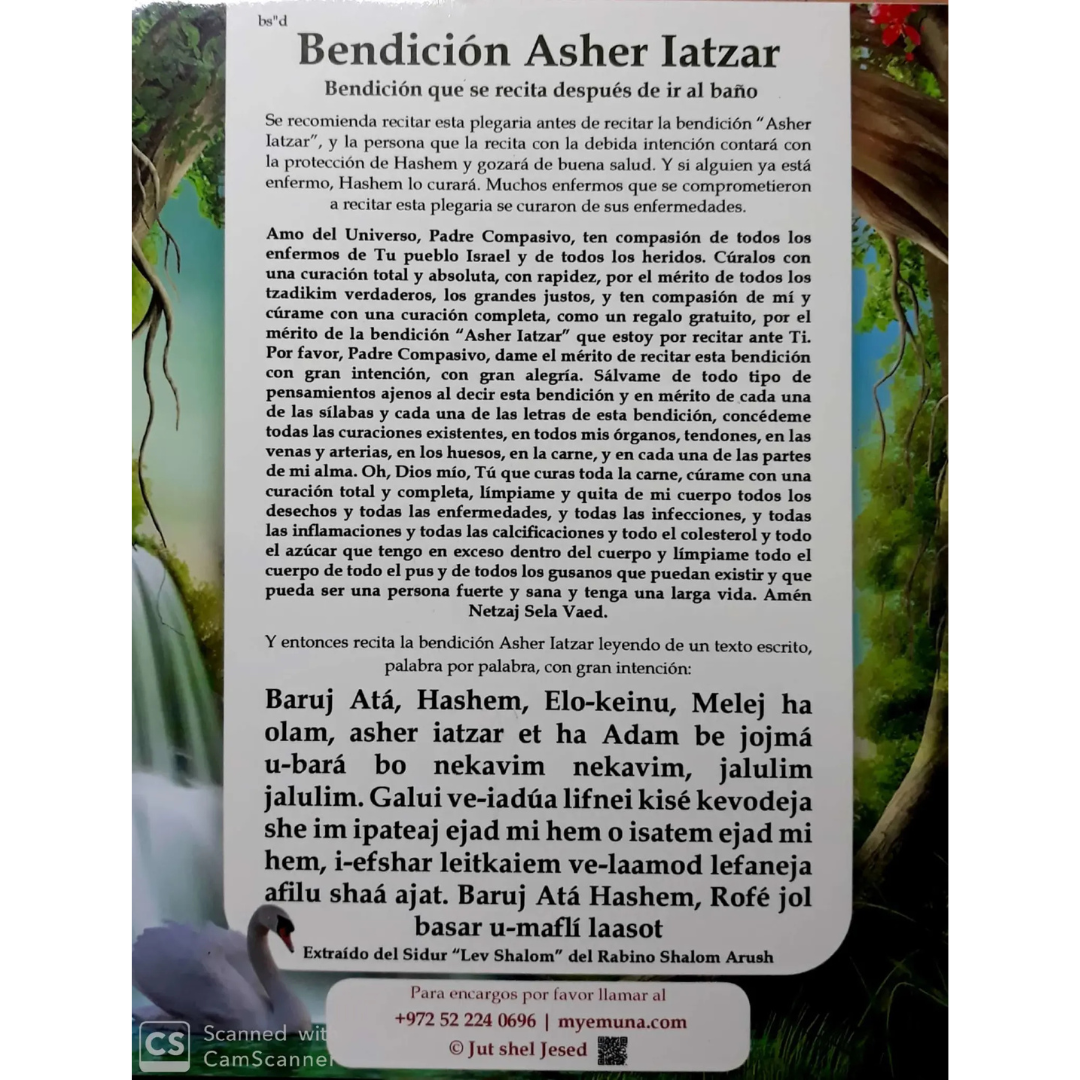 bs"d
Bendición Asher Iatzar
Bendición que se recita después de ir al baño
Se recomienda recitar esta plegaria antes de recitar la bendición “Asher
Iatzar”, y la persona que la recita con la debida intención contará con
la protección de Hashem y gozará de buena salud. Y si alguien ya está
enfermo, Hashem lo curará. Muchos enfermos que se comprometieron
a recitar esta plegaria se curaron de sus enfermedades.
Amo del Universo, Padre Compasivo, ten compasión de todos los
enfermos de Tu pueblo Israel y de todos los heridos. Cúralos con
una curación total y absoluta, con rapidez, por el mérito de todos los
tzadikim verdaderos, los grandes justos, y ten compasión de mí y
cúrame con una curación completa, como un regalo gratuito, por el
mérito de la bendición “Asher Iatzar” que estoy por recitar ante Ti.
Por favor, Padre Compasivo, dame el mérito de recitar esta bendición
con gran intención, con gran alegría. Sálvame de todo tipo de
pensamientos ajenos al decir esta bendición y en mérito de cada una
de las sílabas y cada una de las letras de esta bendición, concédeme
todas las curaciones existentes, en todos mis órganos, tendones, en las
venas y arterias, en los huesos, en la carne, y en cada una de las partes
de mi alma. Oh, Dios mío, Tú que curas toda la carne, cúrame con una
curación total y completa, límpiame y quita de mi cuerpo todos los
desechos y todas las enfermedades, y todas las infecciones, y todas
las inflamaciones y todas las calcificaciones y todo el colesterol y todo
el azúcar que tengo en exceso dentro del cuerpo y límpiame todo el
cuerpo de todo el pus y de todos los gusanos que puedan existir y que
pueda ser una persona fuerte y sana y tenga una larga vida. Amén
Netzaj Sela Vaed.
Y entonces recita la bendición Asher Iatzar leyendo de un texto escrito,
palabra por palabra, con gran intención:
Baruj Atá, Hashem, Elo-keinu, Melej ha
olam, asher iatzar et ha Adam be jojmá
u-bará bo nekavim nekavim, jalulim
jalulim. Galui ve-iadúa lifnei kisé kevodeja
she im ipateaj ejad mi hem o isatem ejad mi
hem, i-efshar leitkaiem ve-laamod lefaneja
afilu shaá ajat. Baruj Atá Hashem, Rofé jol
basar u-maflí laasot
Extraído del Sidur “Lev Shalom” del Rabino Shalom Arush
Para encargos por favor llamar al
+972 52 224 0696 | myemuna.com
© Jut shel Jesed
CS Scanned with
CamScanner